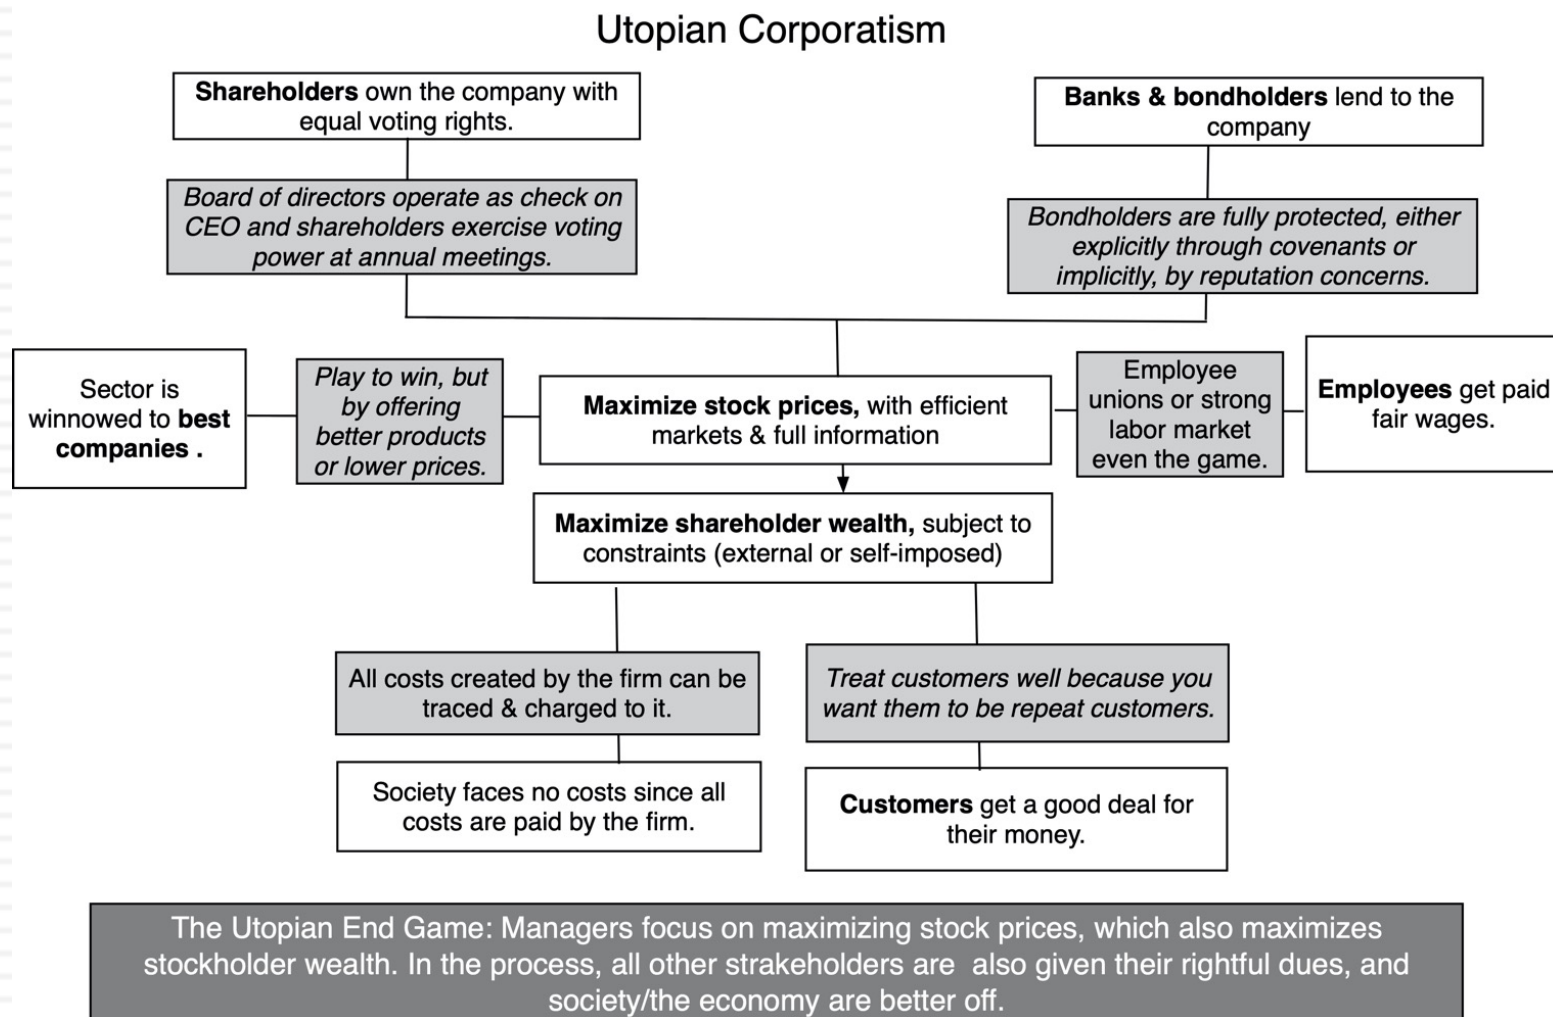 Utopian Corporatism
Shareholders own the company with
equal voting rights.
Banks & bondholders lend to the
company
Board of directors operate as check on
CEO and shareholders exercise voting
power at annual meetings.
Bondholders are fully protected, either
explicitly through covenants or
implicitly, by reputation concerns.
Sector is
winnowed to best
companies .
Play to win, but
by offering
better products
or lower prices.
Maximize stock prices, with efficient
markets & full information
Employee
unions or strong
labor market
even the game.
Employees get paid
fair wages.
Maximize shareholder wealth, subject to
constraints (external or self-imposed)
All costs created by the firm can be
traced & charged to it.
Treat customers well because you
want them to be repeat customers.
Society faces no costs since all
costs are paid by the firm.
Customers get a good deal for
their money.
The Utopian End Game: Managers focus on maximizing stock prices, which also maximizes
stockholder wealth. In the process, all other strakeholders are also given their rightful dues, and
society/the economy are better off.